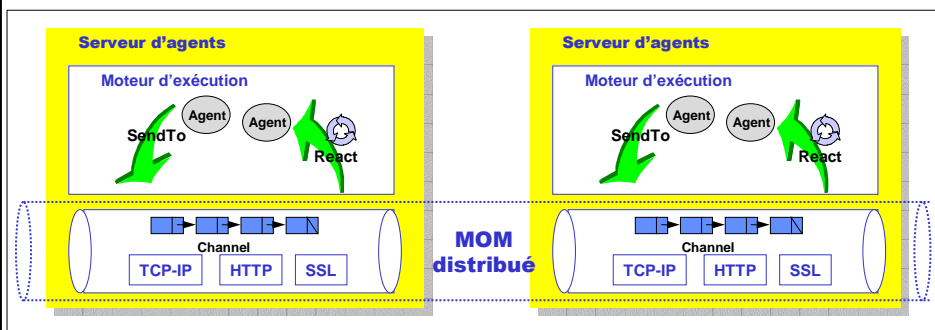 Serveur d'agents
Moteur d'exécution
Agent
Agent
SendTo
React
Channel
TCP-IP
HTTP
SSL
MOM
distribué
Serveur d'agents
Moteur d'exécution
Agent
Agent
SendTo
React
Channel
TCP-IP
HTTP
SSL